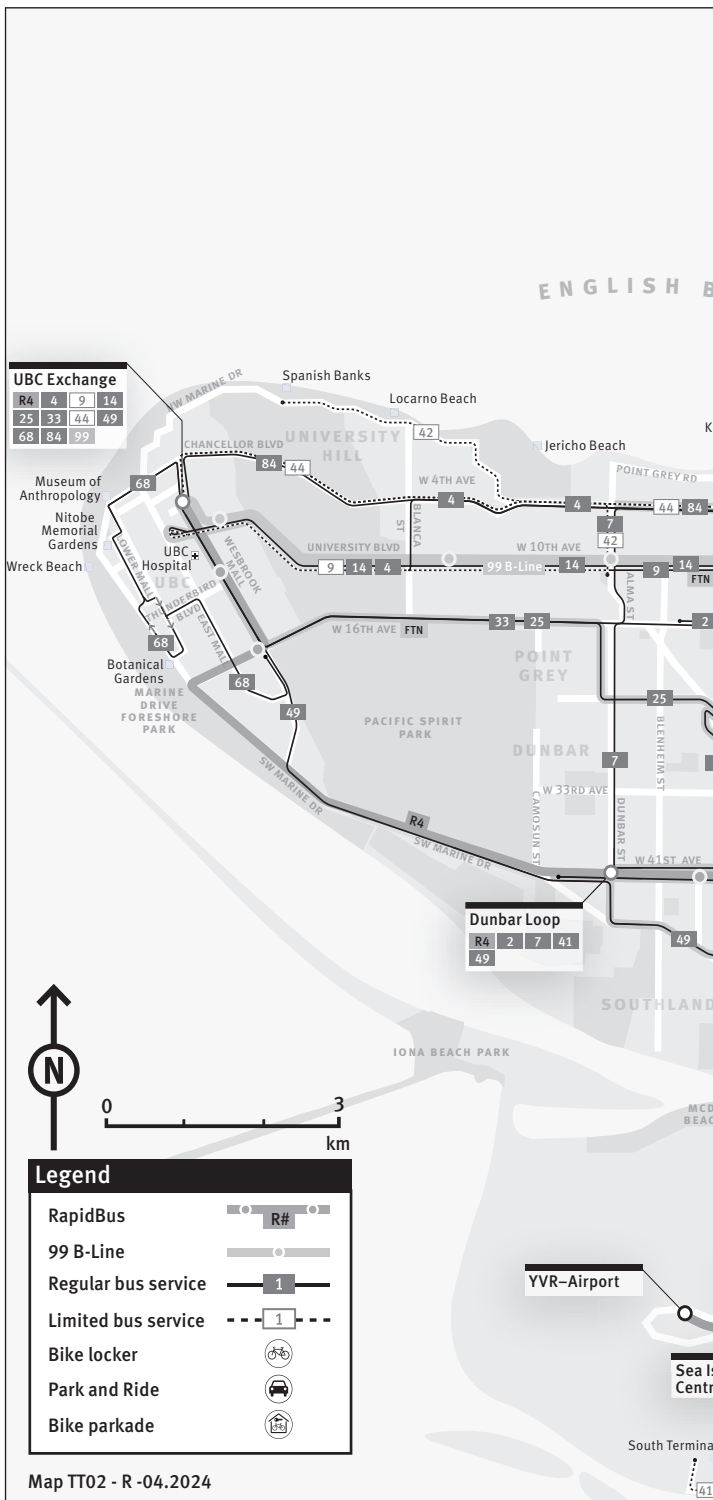 ENGLISH B
UBC Exchange
R4 4 9 14
25 33 44 49
68 84 99
NW MARINE DR
Spanish Banks
Locarno Beach
42
Jericho Beach
K
CHANCELLOR BLVD
UNIVERSITY
HILL
84
44
POINT GREY RD
68
Museum of
Anthropology
W 4TH AVE
4
4
44 84
Nitobe
Memorial
Gardens
BLANCA
ST
7
42
Wreck Beach
UBC
Hospital
UBC
WESBROOK
MALL
UNIVERSITY BLVD
W 10TH AVE
9 14 4
99 B-Line
14
9
14
FTN
LOWER MALL
THUNDERBIRD
BLVD
EAST MALL
ALMA ST
W 16TH AVE
FTN
33 25
2
68
Botanical
Gardens
68
POINT
GREY
MARINE
DRIVE
FORESHORE
PARK
49
PACIFIC SPIRIT
PARK
25
BLENHEIM ST
DUNBAR
7
SW MARINE DR
W 33RD AVE
CAMOSUN ST
DUNBAR ST
R4
SW MARINE DR
W 41ST AVE
Dunbar Loop
R4 2 7 41
49
49
SOUTHLAND
IONA BEACH PARK
N
0 3
km
MCD
BEAC
Legend
RapidBus R#
99 B-Line
Regular bus service 1
Limited bus service 1
Bike locker
Park and Ride
Bike parkade
YVR–Airport
Sea Is
Centr
South Termina
41
Map TT02 - R -04.2024